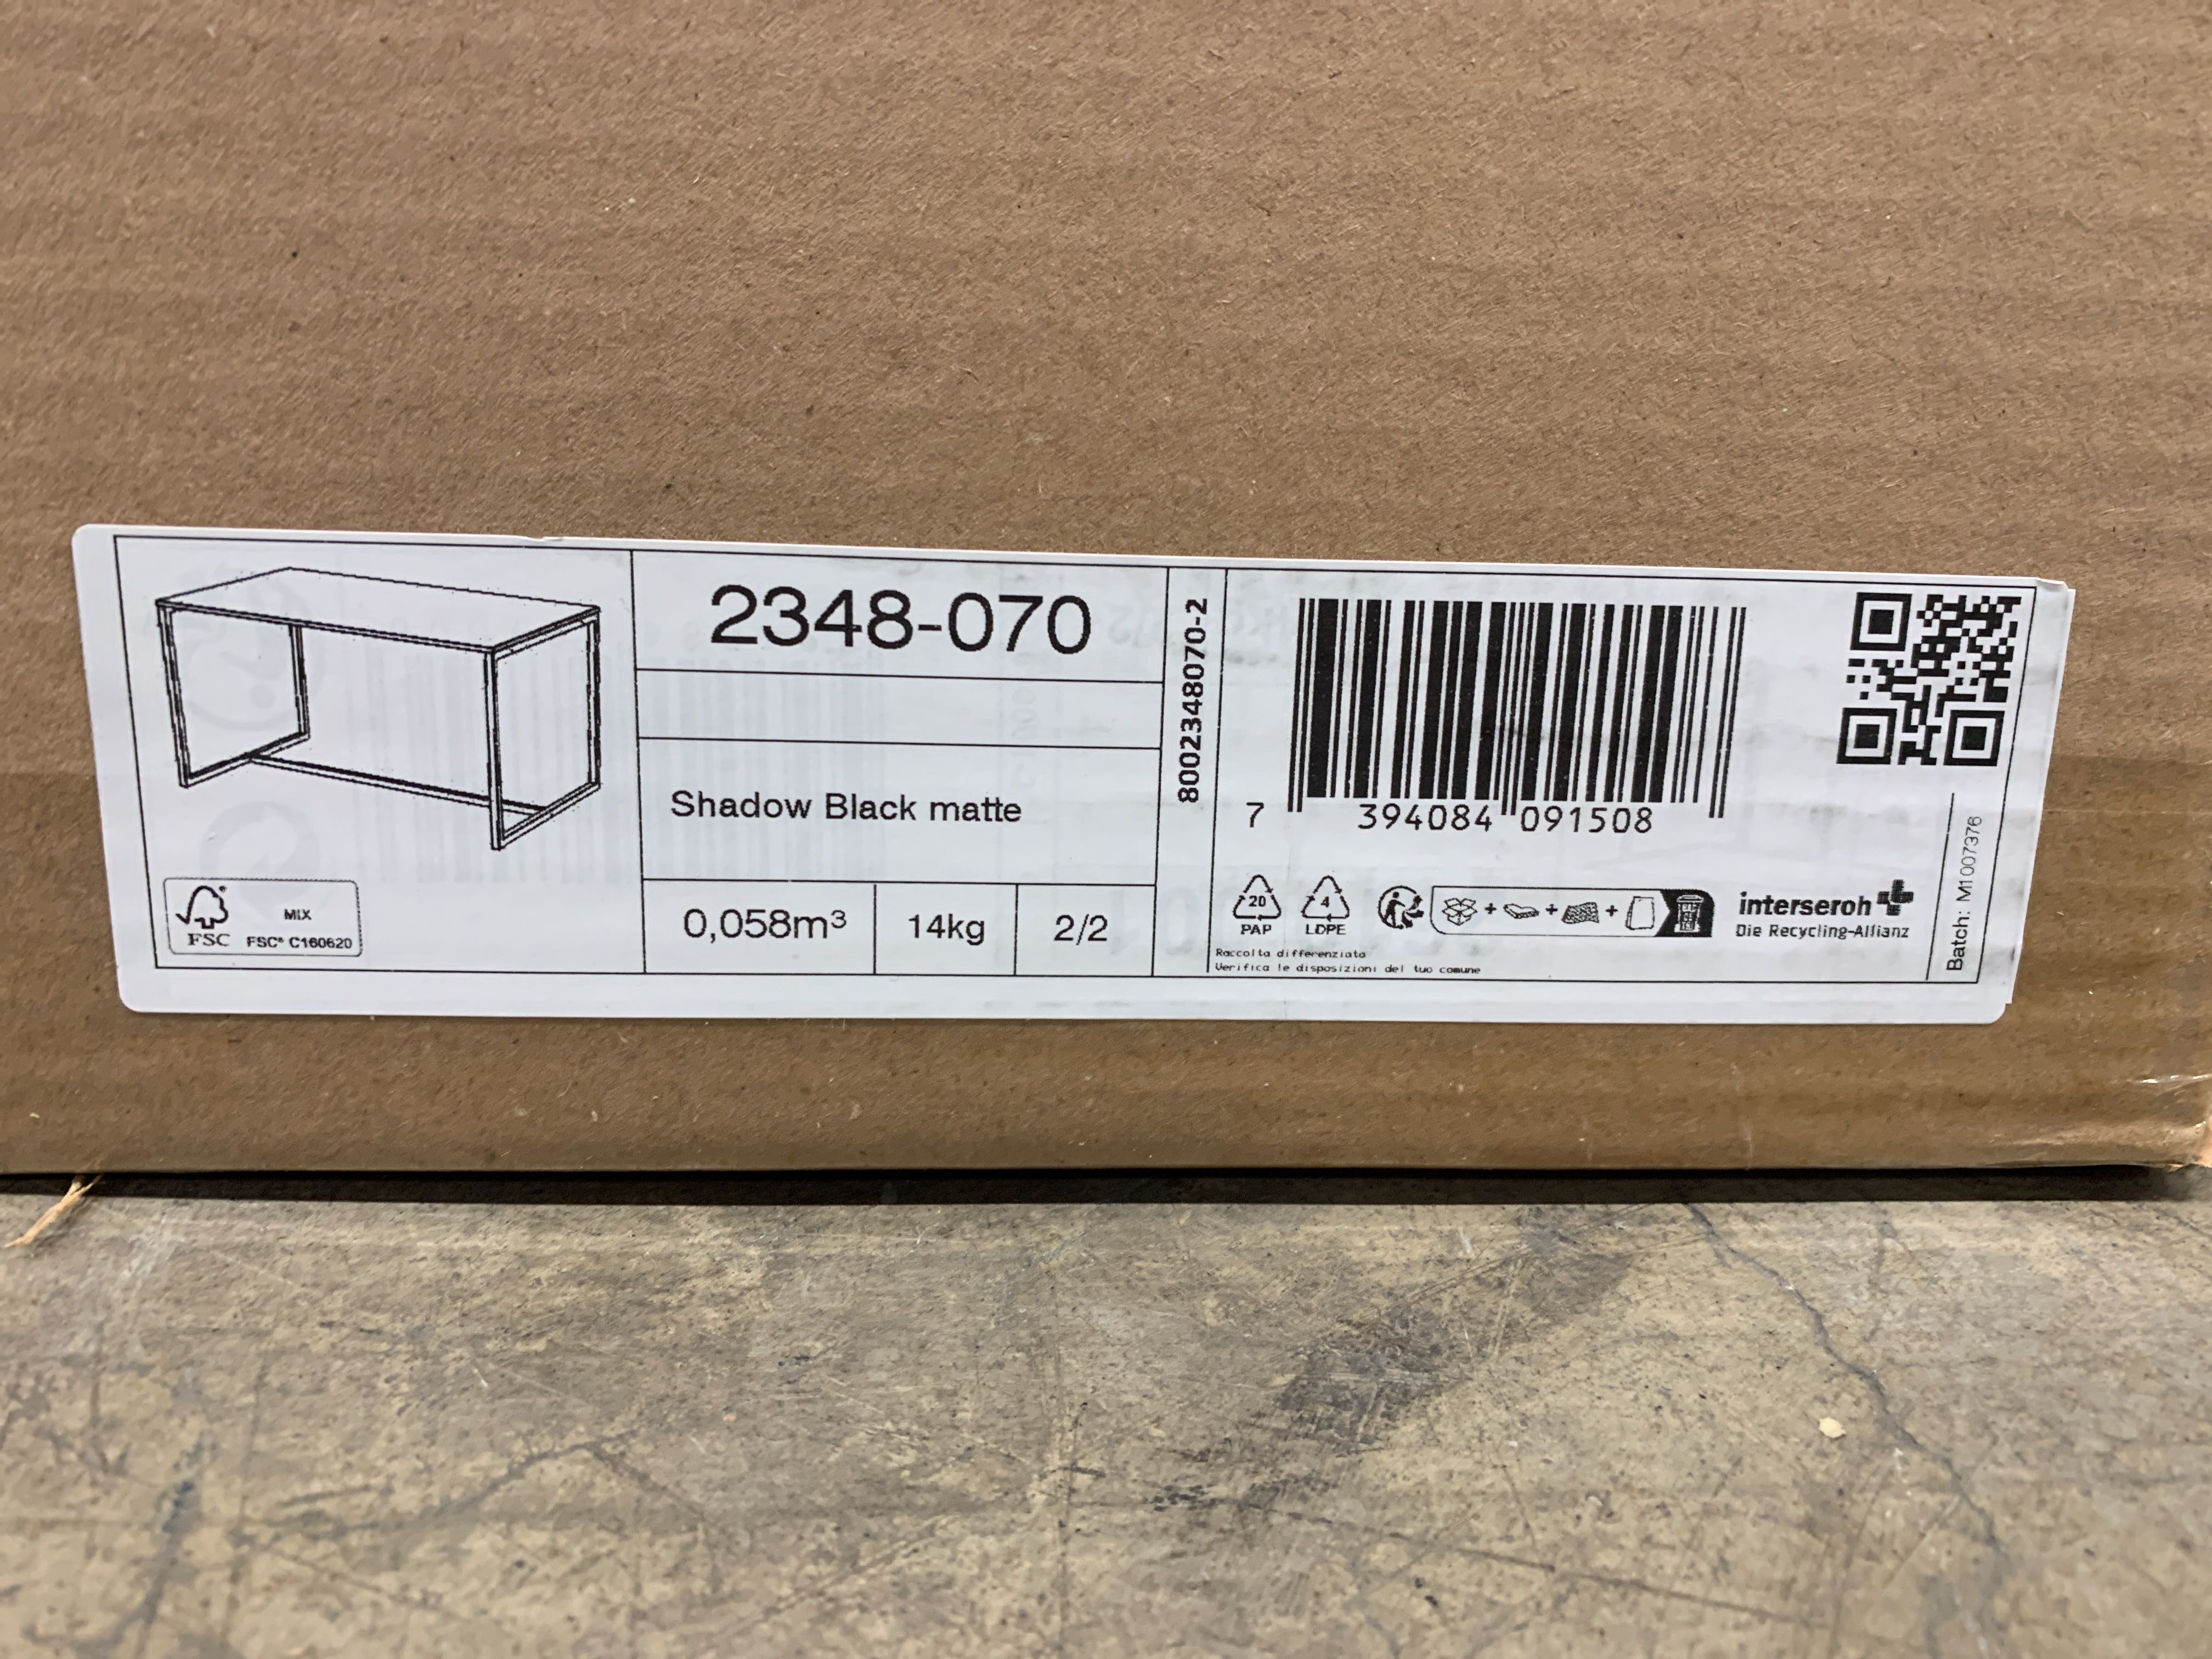 2348-070
Shadow Black matte
0,058m³
14kg
2/2
MIX
FSC
FSC® C160620
8002348070-2
7 394084 091508
20
PAP
4
LDPE
interseroh
Die Recycling-Allianz
Raccolta differenziata
Verifica le disposizioni del tuo comune
Batch: M1007376